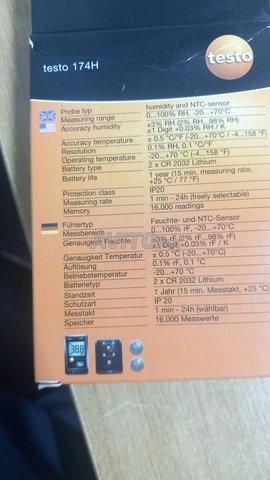 testo 174H
testo
Probe typ humidity and NTC-sensor
Measuring range 0...100% RH, -20...+70°C
Accuracy humidity ±3% RH (2% RH...98% RH)
±1 Digit +0.03% RH / K
Accuracy temperature ± 0.5 °C/°F -20...+70°C / -4...158 °F)
Resolution 0.1% RH, 0.1 °C/°F
Operating temperature -20...+70 °C (-4...158 °F)
Battery type 2 x CR 2032 Lithium
Battery life 1 year (15 min. measuring rate,
+25 °C / 77 °F)
Protection class IP20
Measuring rate 1 min - 24h (freely selectable)
Memory 16.000 readings
Fühlertyp Feuchte- und NTC-Sensor
Messbereich 0...100% rF, -20...+70°C
Genauigkeit Feuchte ±3% rF (2% rF...98% rF)
±1 Digit +0.03% rF / K
Genauigkeit Temperatur ± 0.5 °C (-20...+70°C)
Auflösung 0.1% rF, 0.1 °C
Betriebstemperatur -20...+70 °C
Batterietyp 2 x CR 2032 Lithium
Standzeit 1 Jahr (15 min. Messtakt, +25 °C)
Schutzart IP 20
Messtakt 1 min - 24h (wählbar)
Speicher 16.000 Messwerte